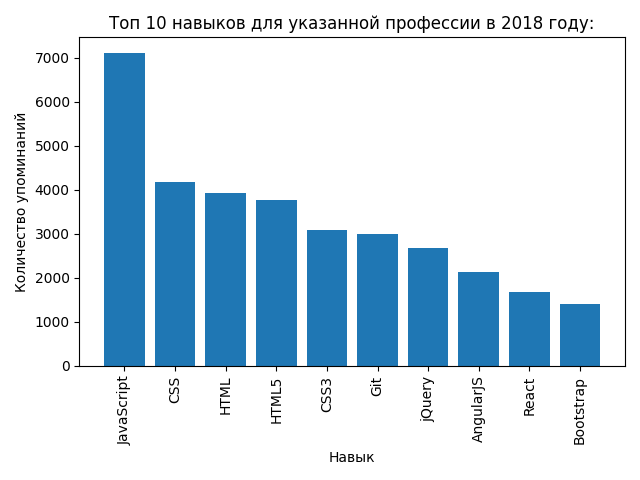 Топ 10 навыков для указанной профессии в 2018 году:
Количество упоминаний
7000
6000
5000
4000
3000
2000
1000
0
JavaScript
CSS
HTML
HTML5
CSS3
Git
jQuery
AngularJS
React
Bootstrap
Навык